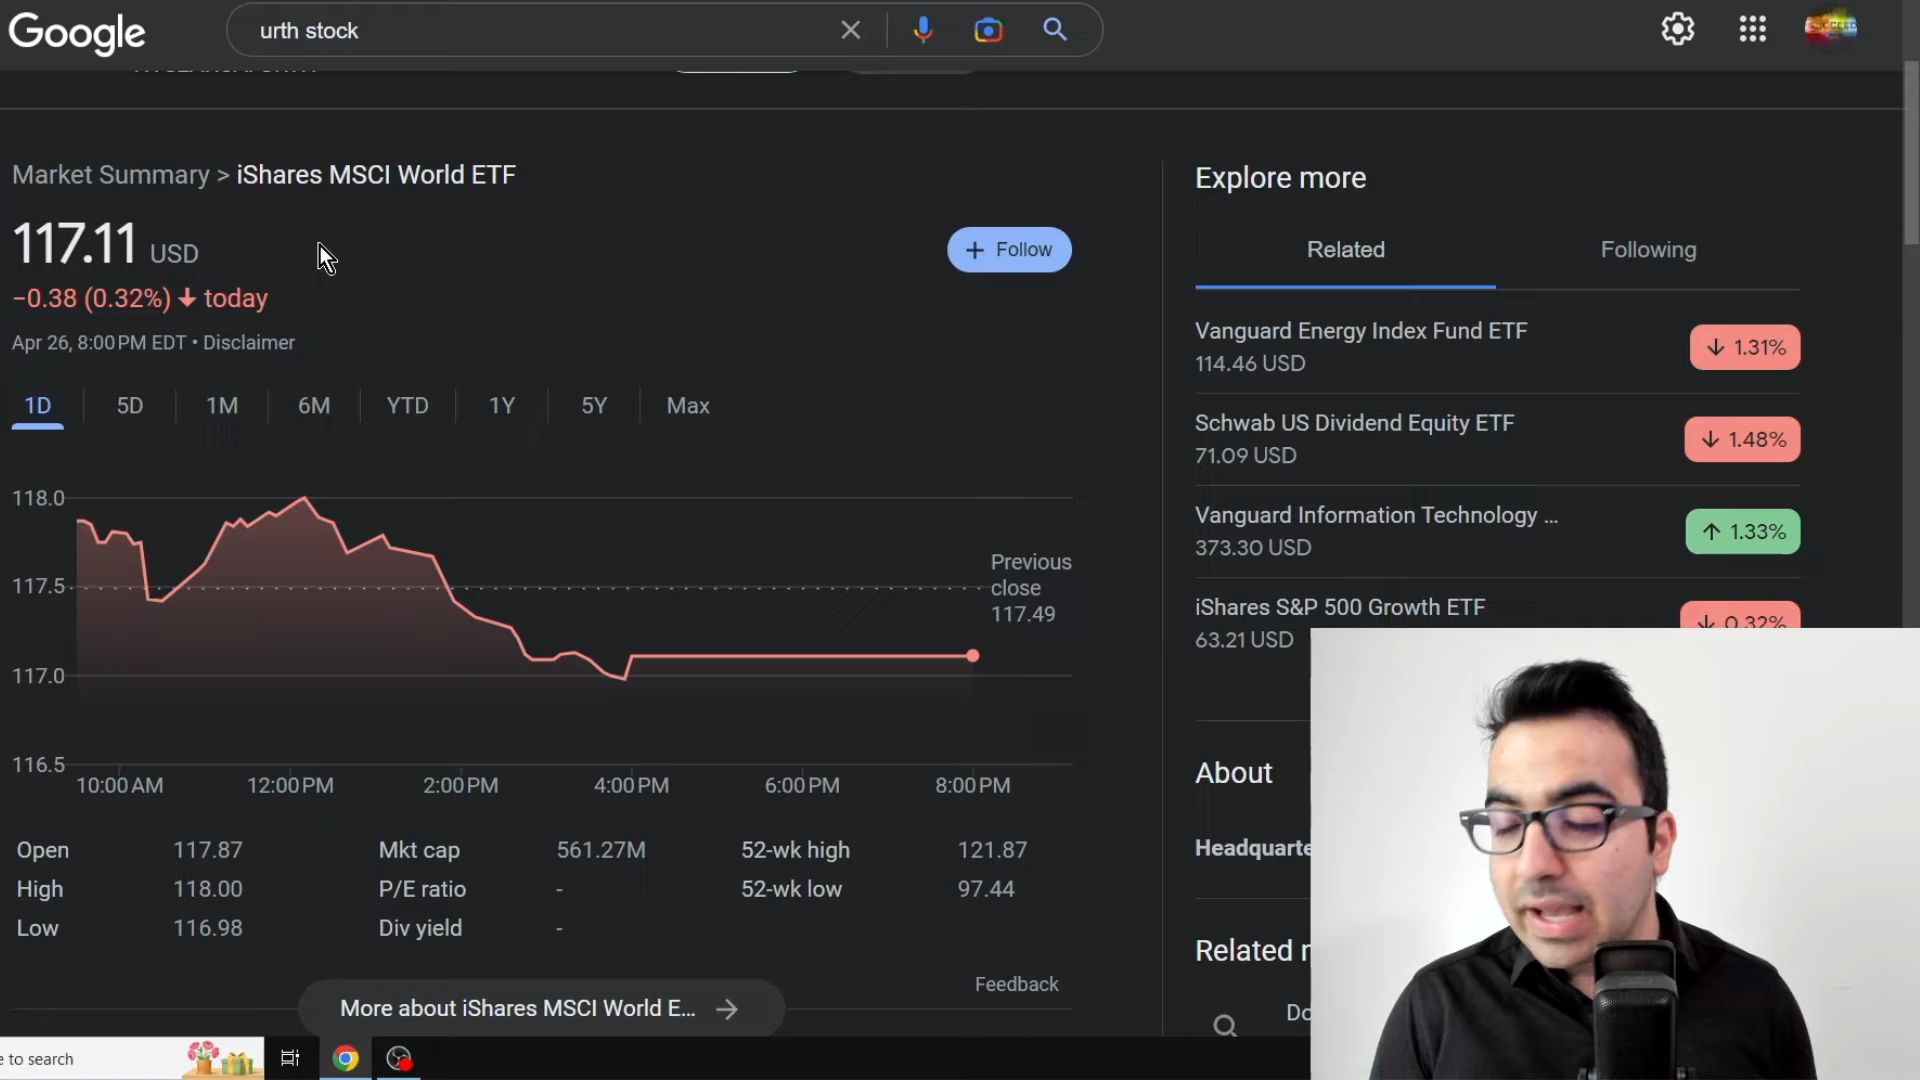 Google
urth stock
Market Summary > iShares MSCI World ETF
117.11 USD
−0.38 (0.32%) ↓ today
Apr 26, 8:00 PM EDT • Disclaimer
+ Follow
1D 5D 1M 6M YTD 1Y 5Y Max
118.0
117.5
117.0
116.5
Previous
close
117.49
10:00 AM 12:00 PM 2:00 PM 4:00 PM 6:00 PM 8:00 PM
Open 117.87 Mkt cap 561.27M 52-wk high 121.87
High 118.00 P/E ratio - 52-wk low 97.44
Low 116.98 Div yield -
Feedback
More about iShares MSCI World E... →
Explore more
Related Following
Vanguard Energy Index Fund ETF
114.46 USD
↓ 1.31%
Schwab US Dividend Equity ETF
71.09 USD
↓ 1.48%
Vanguard Information Technology ...
373.30 USD
↑ 1.33%
iShares S&P 500 Growth ETF
63.21 USD
↓ 0.32%
About
Headquarte
Related
Do
e to search